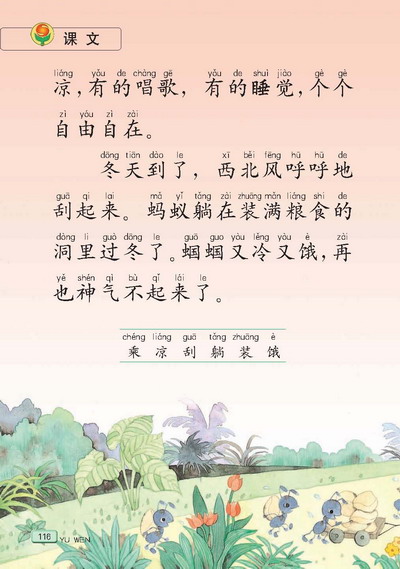 课文
liáng yǒu de chàng gē yǒu de shuì jiào gè gè
凉，有的唱歌，有的睡觉，个个
zì yóu zì zài
自由自在。
dōng tiān dào le xī běi fēng hū hū de
冬天到了，西北风呼呼地
guā qi lai mǎ yǐ tǎng zài zhuāng mǎn liáng shi de
刮起来。蚂蚁躺在装满粮食的
dòng li guò dōng le guō guo yòu lěng yòu è zài
洞里过冬了。蝈蝈又冷又饿，再
yě shén qì bù qǐ lái le
也神气不起来了。
chéng liáng guā tǎng zhuāng è
乘凉刮躺装饿
116 YU WEN